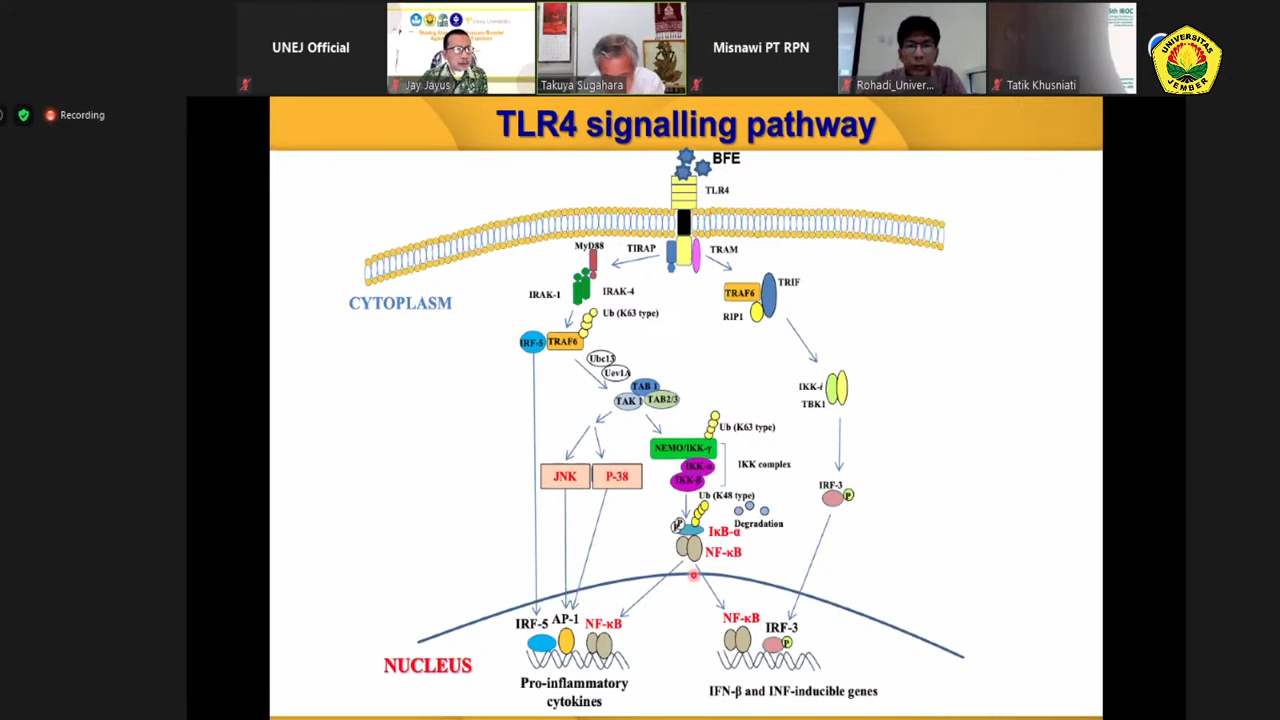 UNEJ Official
Jay Jayus
Takuya Sugahara
Misnawi PT RPN
Rohadi_Univer...
Tatik Khusniati
5th IBOC
UNIVERSITAS
JEMBER
Recording
TLR4 signalling pathway
BFE
TLR4
MyD88
TIRAP
TRAM
CYTOPLASM
IRAK-1
IRAK-4
TRAF6
TRIF
RIP1
Ub (K63 type)
IRF-5
TRAF6
Ubc13
Uev1A
TAB 1
TAK 1
TAB2/3
IKK-i
TBK1
Ub (K63 type)
NEMO/IKK-γ
IKK-α
IKK-β
IKK complex
JNK
P-38
IRF-3
P
Ub (K48 type)
Degradation
P
P
IκB-α
NF-κB
IRF-5
AP-1
NF-κB
NF-κB
IRF-3
P
NUCLEUS
Pro-inflammatory
cytokines
IFN-β and INF-inducible genes